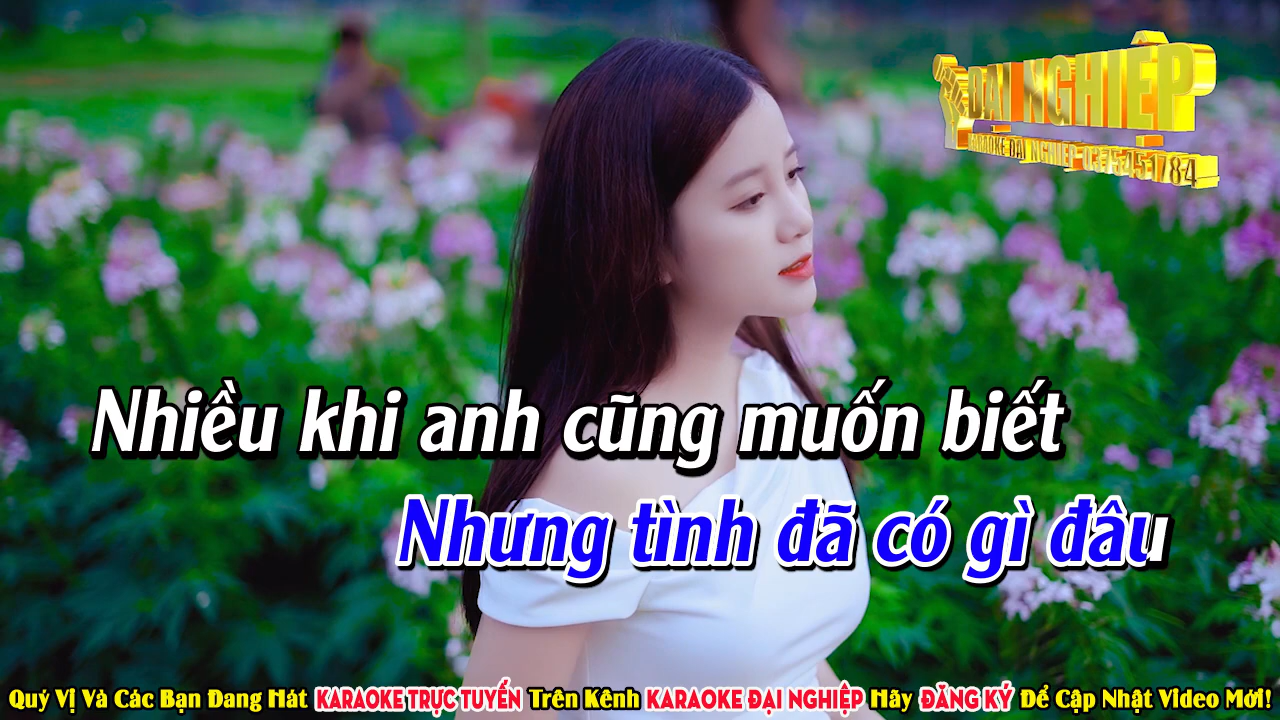 ĐẠI NGHIỆP
KARAOKE ĐẠI NGHIỆP 0375451784
Nhiều khi anh cũng muốn biết
Nhưng tình đã có gì đâu
Quý Vị Và Các Bạn Đang Hát KARAOKE TRỰC TUYẾN Trên Kênh KARAOKE ĐẠI NGHIỆP Hãy ĐĂNG KÝ Để Cập Nhật Video Mới!